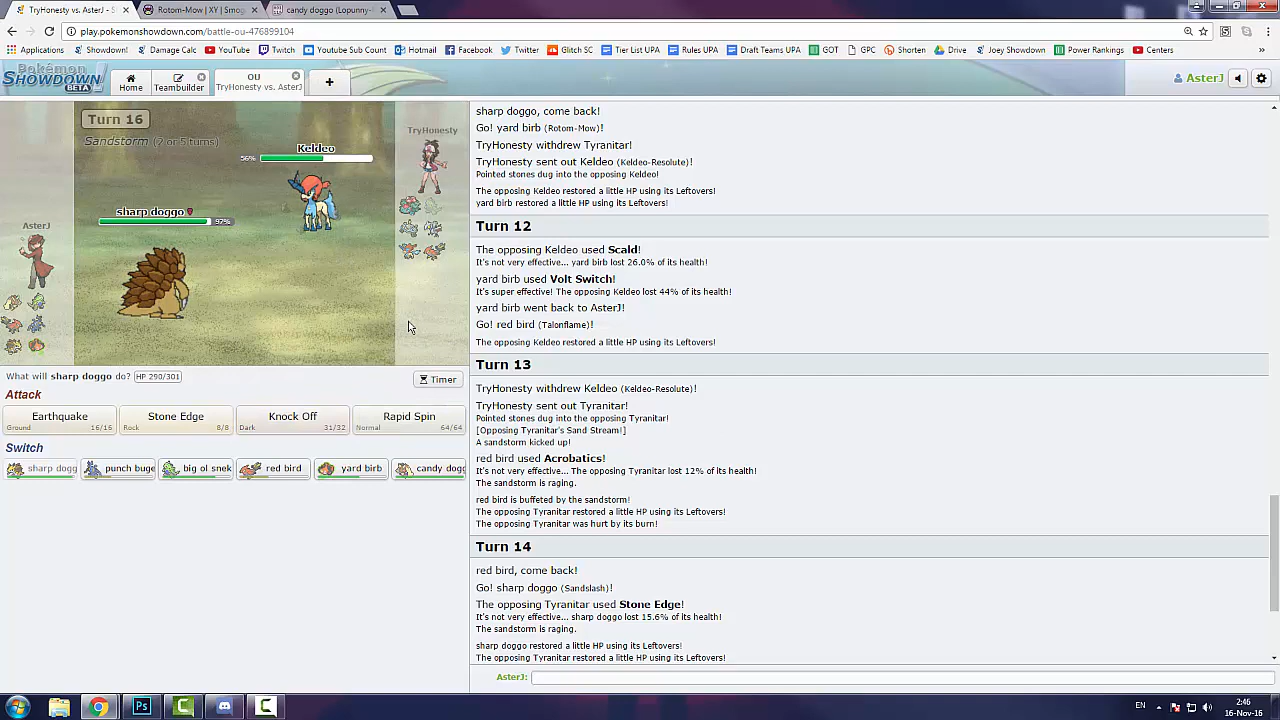 TryHonesty vs. AsterJ - S
Rotom-Mow | XY | Smog
candy doggo (Lopunny-
play.pokemonshowdown.com/battle-ou-476899104
Applications
Showdown!
Damage Calc
YouTube
Twitch
Youtube Sub Count
Hotmail
Facebook
Twitter
Glitch SC
Tier List UPA
Rules UPA
Draft Teams UPA
GOT
GPC
Shorten
Drive
Joey Showdown
Power Rankings
Centers
Pokémon
SHOWDOWN
BETA
Home
Teambuilder
OU
TryHonesty vs. AsterJ
AsterJ
Turn 16
Sandstorm (2 or 5 turns)
TryHonesty
Keldeo
56%
sharp doggo
97%
AsterJ
What will sharp doggo do? HP 290/301
Timer
Attack
Earthquake
Ground 16/16
Stone Edge
Rock 8/8
Knock Off
Dark 31/32
Rapid Spin
Normal 64/64
Switch
sharp dogg
punch buge
big ol snek
red bird
yard birb
candy dogg
sharp doggo, come back!
Go! yard birb (Rotom-Mow)!
TryHonesty withdrew Tyranitar!
TryHonesty sent out Keldeo (Keldeo-Resolute)!
Pointed stones dug into the opposing Keldeo!
The opposing Keldeo restored a little HP using its Leftovers!
yard birb restored a little HP using its Leftovers!
Turn 12
The opposing Keldeo used Scald!
It's not very effective... yard birb lost 26.0% of its health!
yard birb used Volt Switch!
It's super effective! The opposing Keldeo lost 44% of its health!
yard birb went back to AsterJ!
Go! red bird (Talonflame)!
The opposing Keldeo restored a little HP using its Leftovers!
Turn 13
TryHonesty withdrew Keldeo (Keldeo-Resolute)!
TryHonesty sent out Tyranitar!
Pointed stones dug into the opposing Tyranitar!
[Opposing Tyranitar's Sand Stream!]
A sandstorm kicked up!
red bird used Acrobatics!
It's not very effective... The opposing Tyranitar lost 12% of its health!
The sandstorm is raging.
red bird is buffeted by the sandstorm!
The opposing Tyranitar restored a little HP using its Leftovers!
The opposing Tyranitar was hurt by its burn!
Turn 14
red bird, come back!
Go! sharp doggo (Sandslash)!
The opposing Tyranitar used Stone Edge!
It's not very effective... sharp doggo lost 15.6% of its health!
The sandstorm is raging.
sharp doggo restored a little HP using its Leftovers!
The opposing Tyranitar restored a little HP using its Leftovers!
AsterJ:
EN
2:46
16-Nov-16